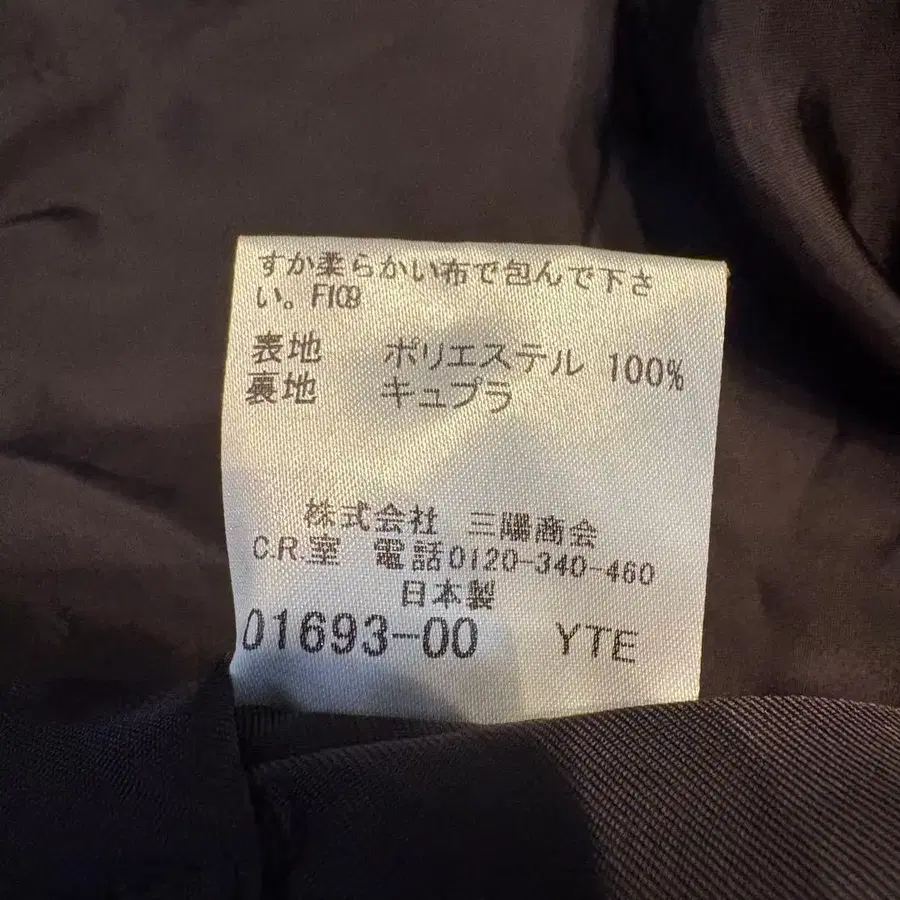 すか柔らかい布で包んで下さ
い。FI09
表地 ポリエステル 100%
裏地 キュプラ
株式会社 三陽商会
C.R.室 電話0120-340-460
日本製
01693-00 YTE